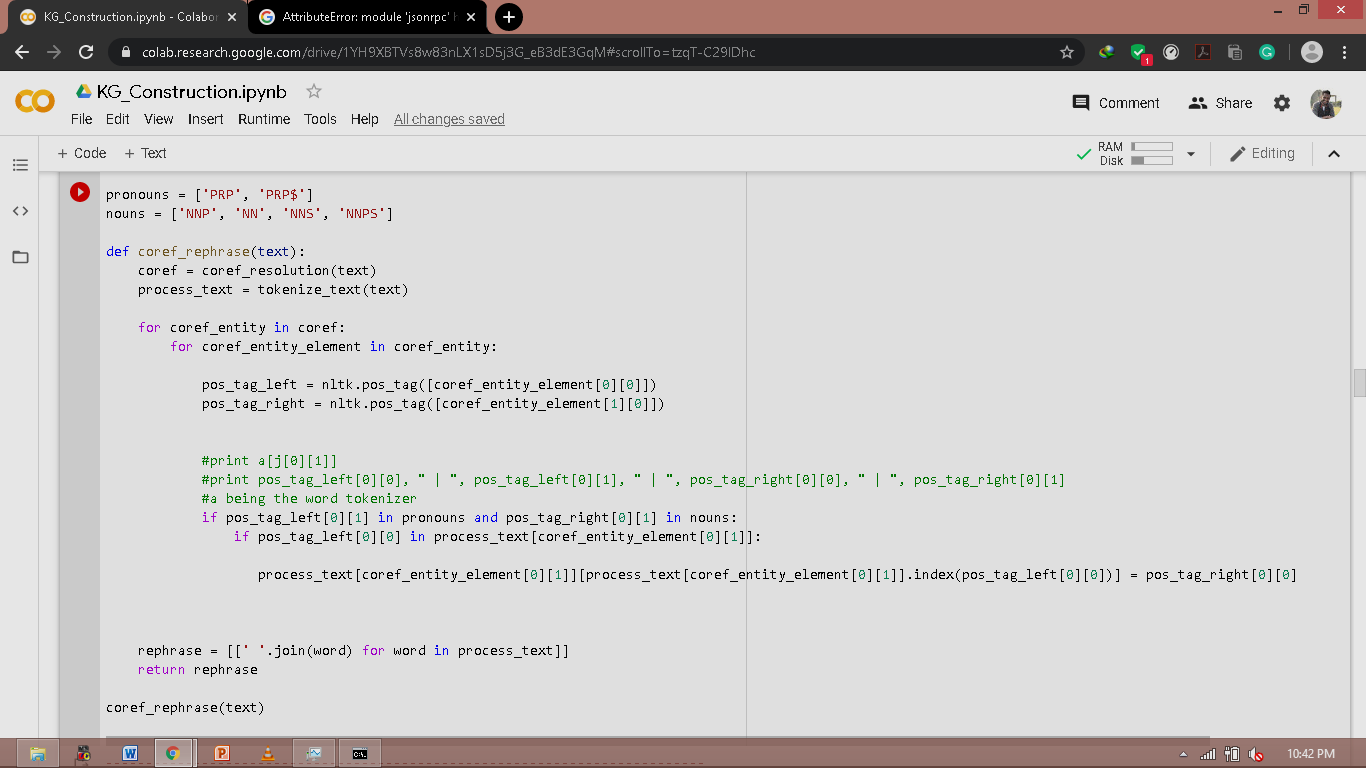 KG_Construction.ipynb - Colabor
AttributeError: module 'jsonrpc' h
colab.research.google.com/drive/1YH9XBTVs8w83nLX1sD5j3G_eB3dE3GqM#scrollTo=tzqT-C29IDhc
1
KG_Construction.ipynb
Comment
Share
File Edit View Insert Runtime Tools Help All changes saved
+ Code + Text
RAM
Disk
Editing
pronouns = ['PRP', 'PRP$']
nouns = ['NNP', 'NN', 'NNS', 'NNPS']
def coref_rephrase(text):
coref = coref_resolution(text)
process_text = tokenize_text(text)
for coref_entity in coref:
for coref_entity_element in coref_entity:
pos_tag_left = nltk.pos_tag([coref_entity_element[0][0]])
pos_tag_right = nltk.pos_tag([coref_entity_element[1][0]])
#print a[j[0][1]]
#print pos_tag_left[0][0], " | ", pos_tag_left[0][1], " | ", pos_tag_right[0][0], " | ", pos_tag_right[0][1]
#a being the word tokenizer
if pos_tag_left[0][1] in pronouns and pos_tag_right[0][1] in nouns:
if pos_tag_left[0][0] in process_text[coref_entity_element[0][1]]:
process_text[coref_entity_element[0][1]][process_text[coref_entity_element[0][1]].index(pos_tag_left[0][0])] = pos_tag_right[0][0]
rephrase = [[' '.join(word) for word in process_text]]
return rephrase
coref_rephrase(text)
10:42 PM